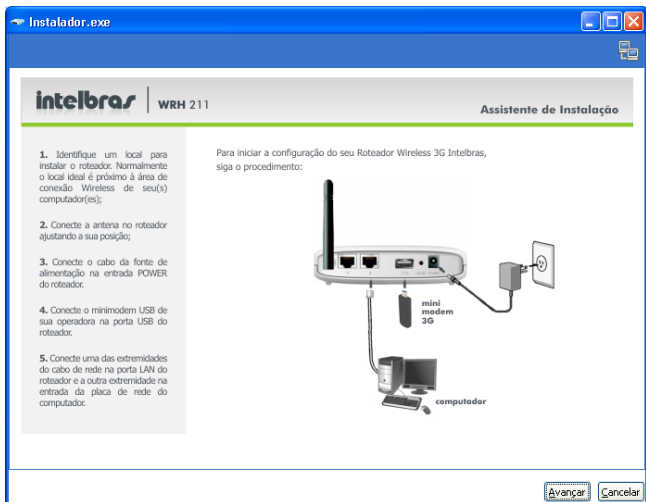 Instalador.exe
intelbras WRH 211
Assistente de Instalação
1. Identifique um local para
instalar o roteador. Normalmente
o local ideal é próximo à área de
conexão Wireless de seu(s)
computador(es);
2. Conecte a antena no roteador
ajustando a sua posição;
3. Conecte o cabo da fonte de
alimentação na entrada POWER
do roteador.
4. Conecte o minimodem USB de
sua operadora na porta USB do
roteador.
5. Conecte uma das extremidades
do cabo de rede na porta LAN do
roteador e a outra extremidade na
entrada da placa de rede do
computador.
Para iniciar a configuração do seu Roteador Wireless 3G Intelbras,
siga o procedimento:
mini
modem
3G
computador
Avançar Cancelar